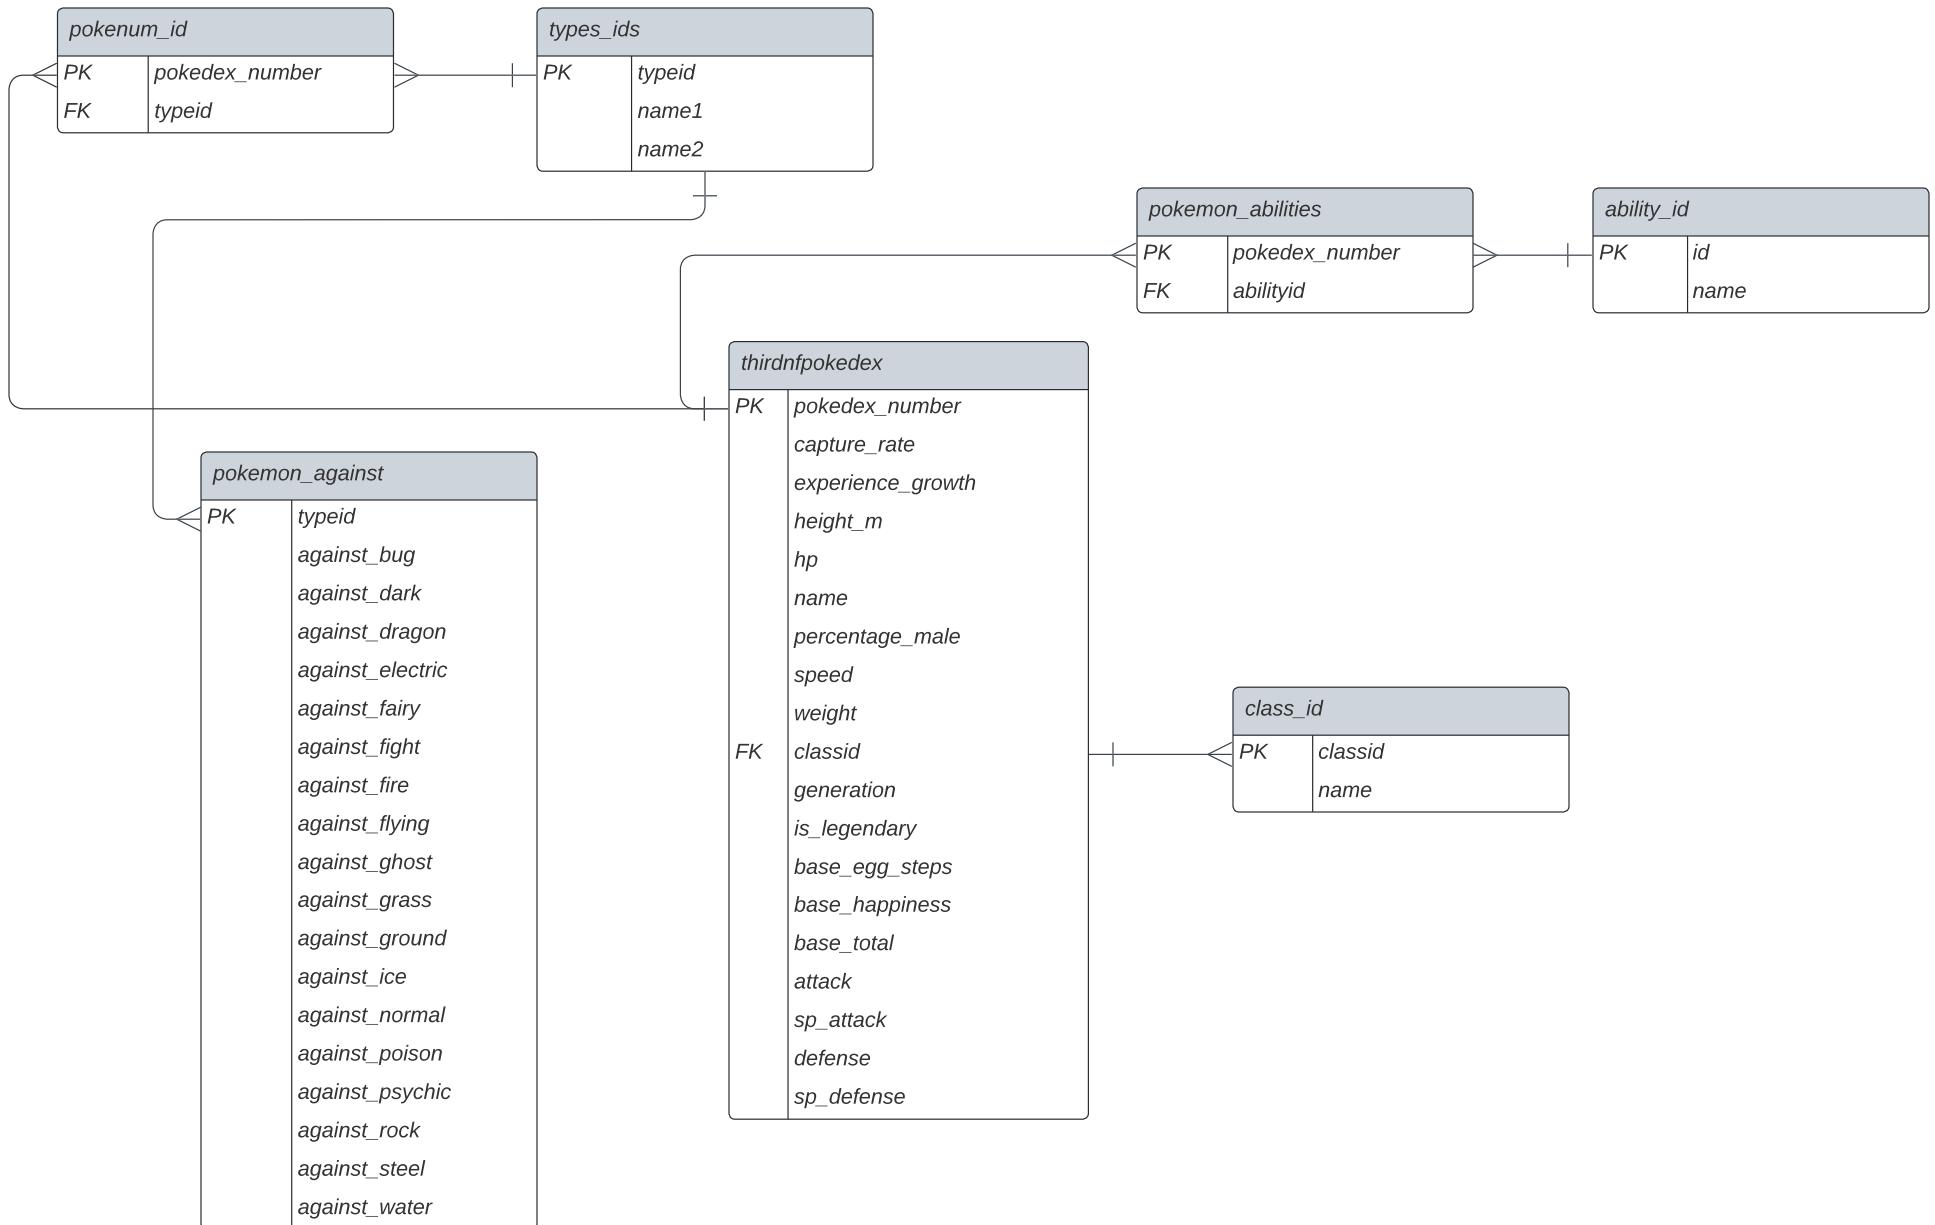 pokenum_id
PK pokedex_number
FK typeid
types_ids
PK typeid
name1
name2
pokemon_abilities
PK pokedex_number
FK abilityid
ability_id
PK id
name
thirdnfpokedex
PK pokedex_number
capture_rate
experience_growth
height_m
hp
name
percentage_male
speed
weight
FK classid
generation
is_legendary
base_egg_steps
base_happiness
base_total
attack
sp_attack
defense
sp_defense
pokemon_against
PK typeid
against_bug
against_dark
against_dragon
against_electric
against_fairy
against_fight
against_fire
against_flying
against_ghost
against_grass
against_ground
against_ice
against_normal
against_poison
against_psychic
against_rock
against_steel
against_water
class_id
PK classid
name